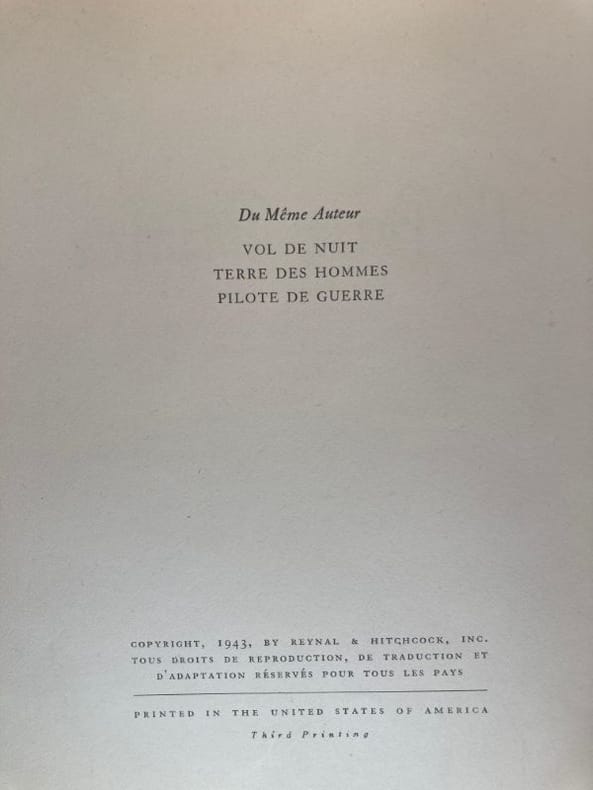 Du Même Auteur
VOL DE NUIT
TERRE DES HOMMES
PILOTE DE GUERRE
COPYRIGHT, 1943, BY REYNAL & HITCHCOCK, INC.
TOUS DROITS DE REPRODUCTION, DE TRADUCTION ET
D'ADAPTATION RÉSERVÉS POUR TOUS LES PAYS
PRINTED IN THE UNITED STATES OF AMERICA
Third Printing